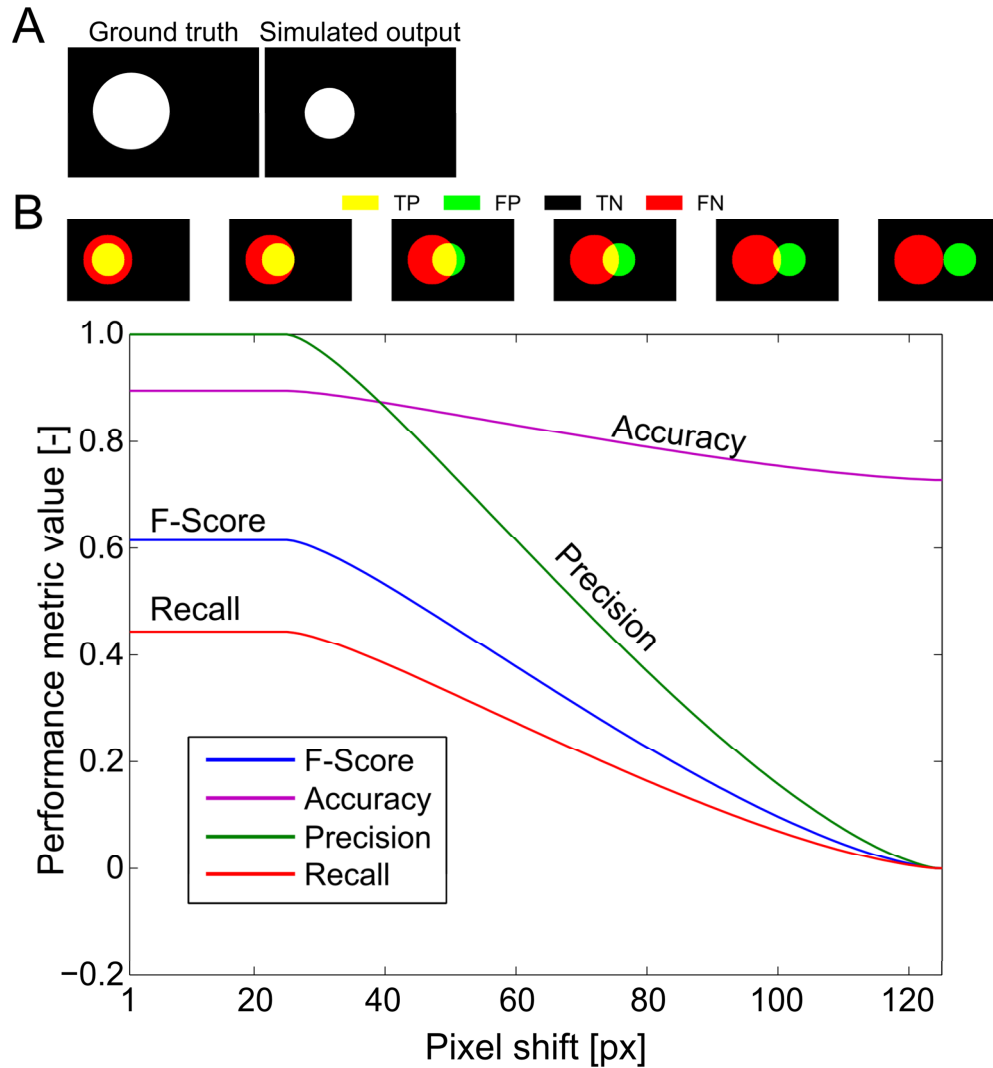 A
Ground truth Simulated output
B
TP FP TN FN
Performance metric value [-]
1.0
0.8
0.6
0.4
0.2
0
−0.2
Accuracy
F-Score
Precision
Recall
F-Score
Accuracy
Precision
Recall
1 20 40 60 80 100 120
Pixel shift [px]